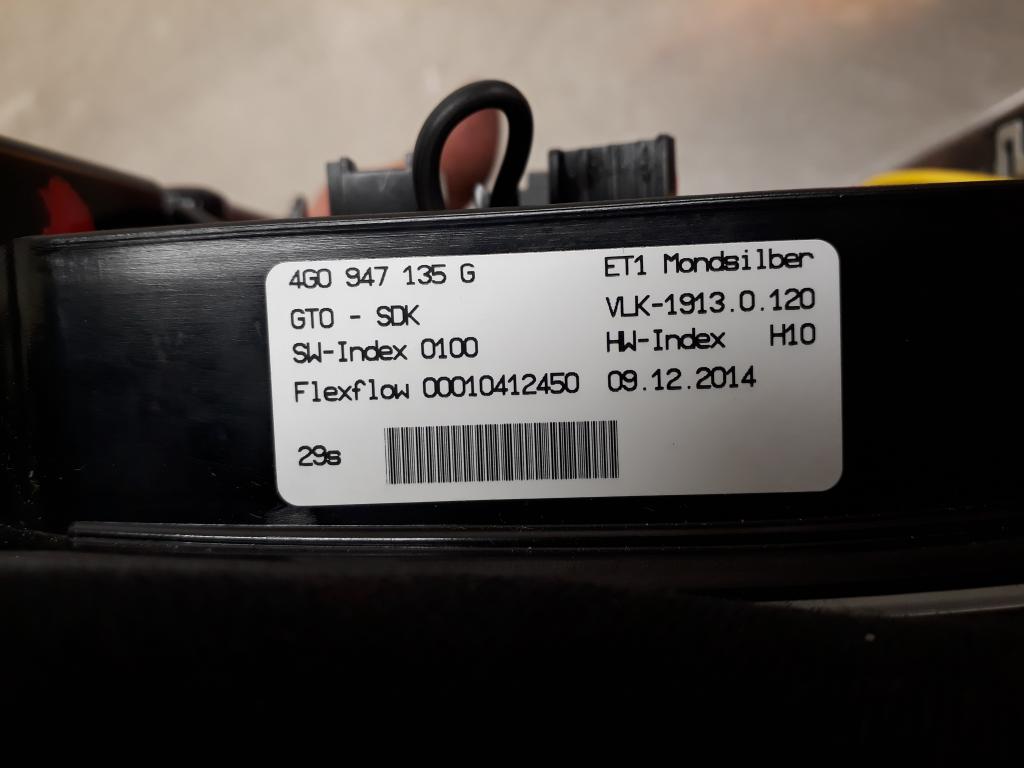 4G0 947 135 G ET1 Mondsilber
GTO - SDK VLK-1913.0.120
SW-Index 0100 HW-Index H10
Flexflow 00010412450 09.12.2014
29s